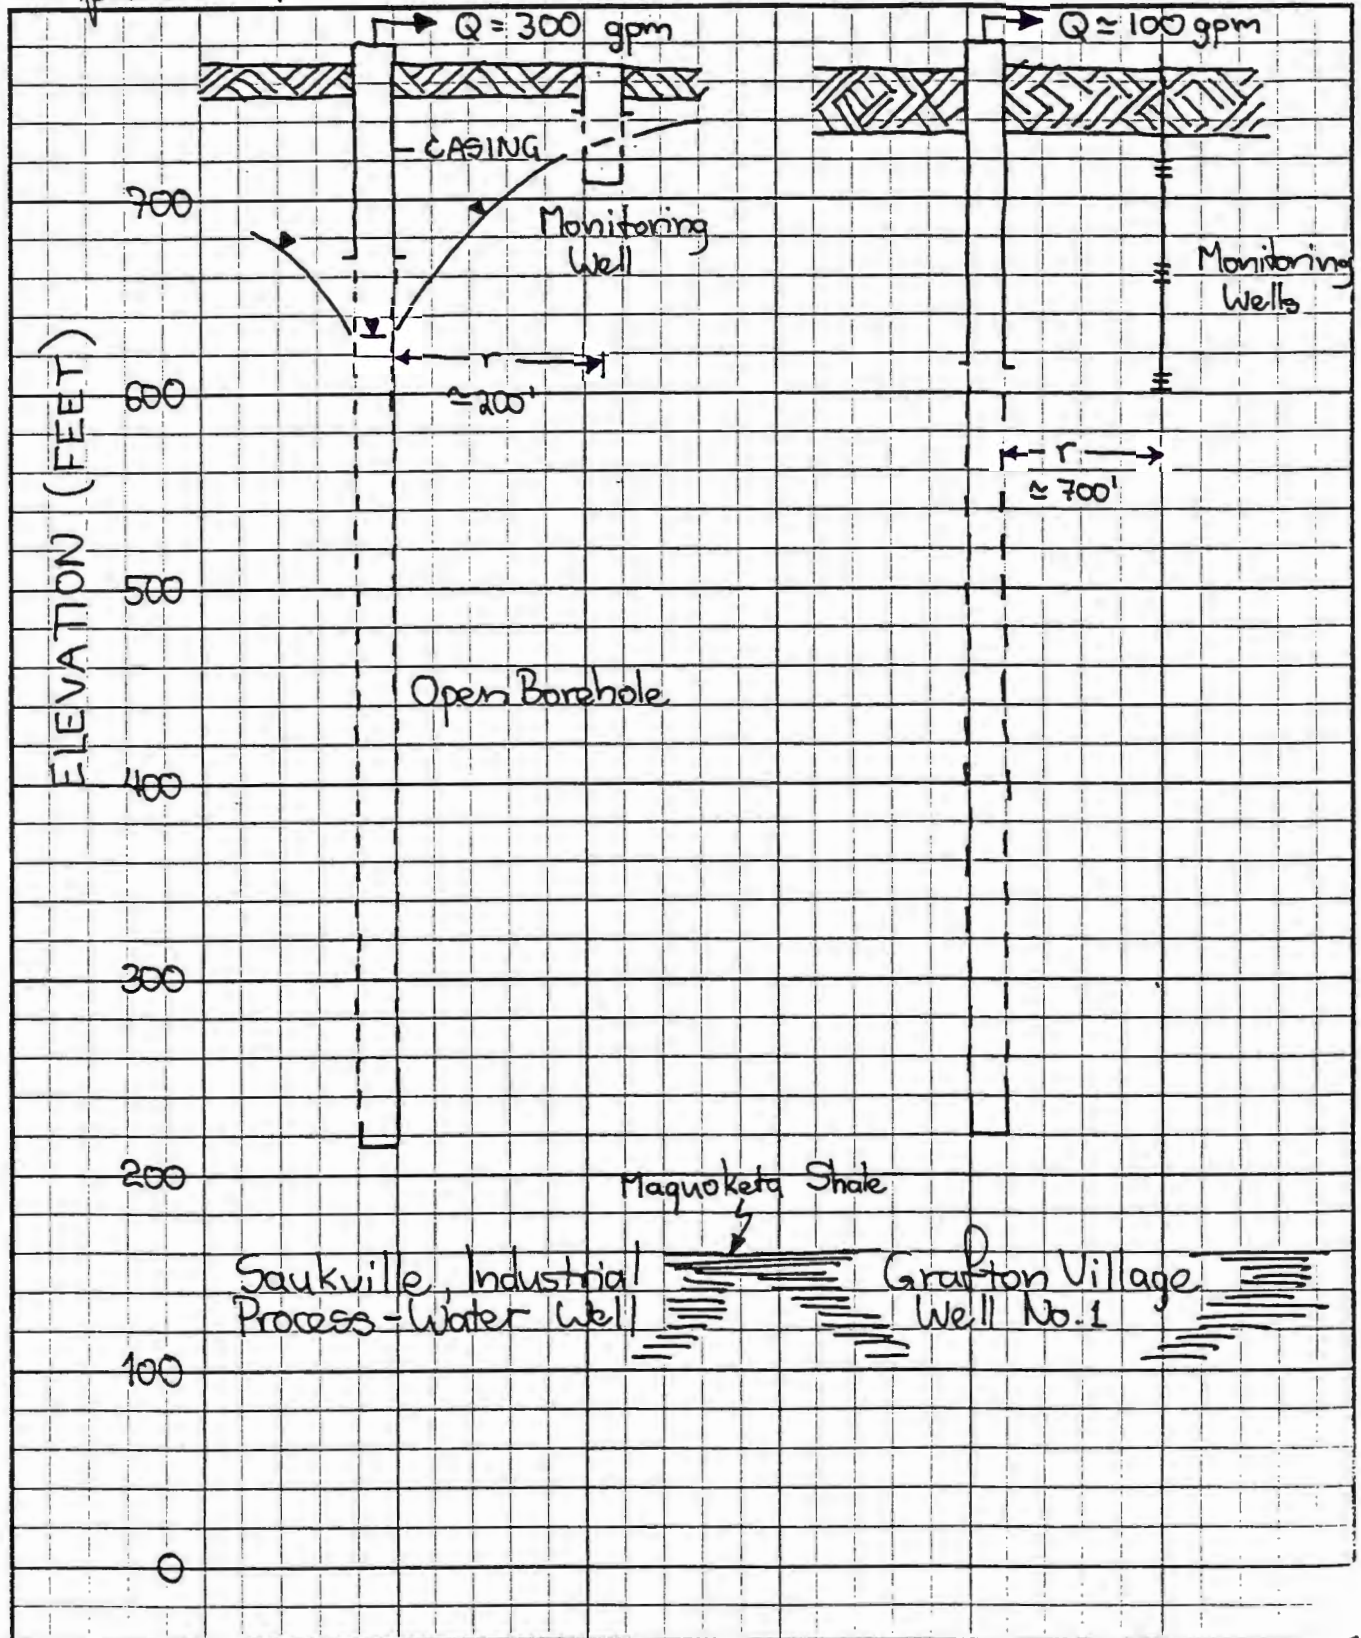 Q = 300 gpm
Q ≃ 100 gpm
CASING
700
Monitoring
Well
Monitoring
Wells
r
≃ 200'
600
r
≃ 700'
ELEVATION (FEET)
500
Open Borehole
400
300
200
Maquoketa Shale
Saukville, Industrial
Process-Water Well
Grafton Village
Well No. 1
100
0